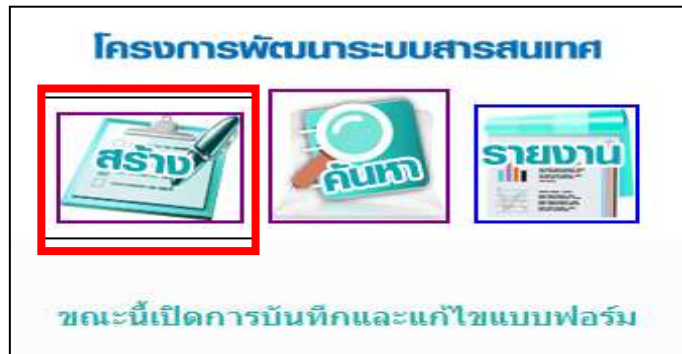 โครงการพัฒนาระบบสารสนเทศ
สร้าง ค้นหา รายงาน
ขณะนี้เปิดการบันทึกและแก้ไขแบบฟอร์ม